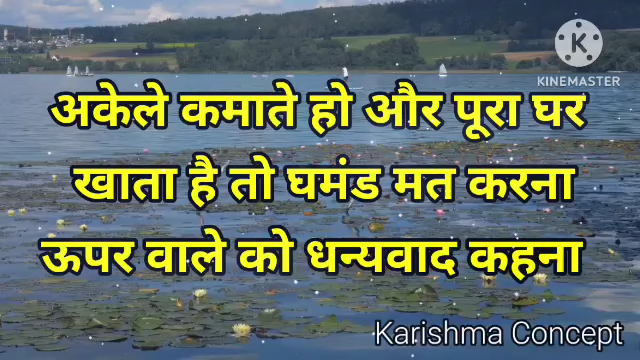 K
KINEMASTER
अकेले कमाते हो और पूरा घर
खाता है तो घमंड मत करना
ऊपर वाले को धन्यवाद कहना
Karishma Concept